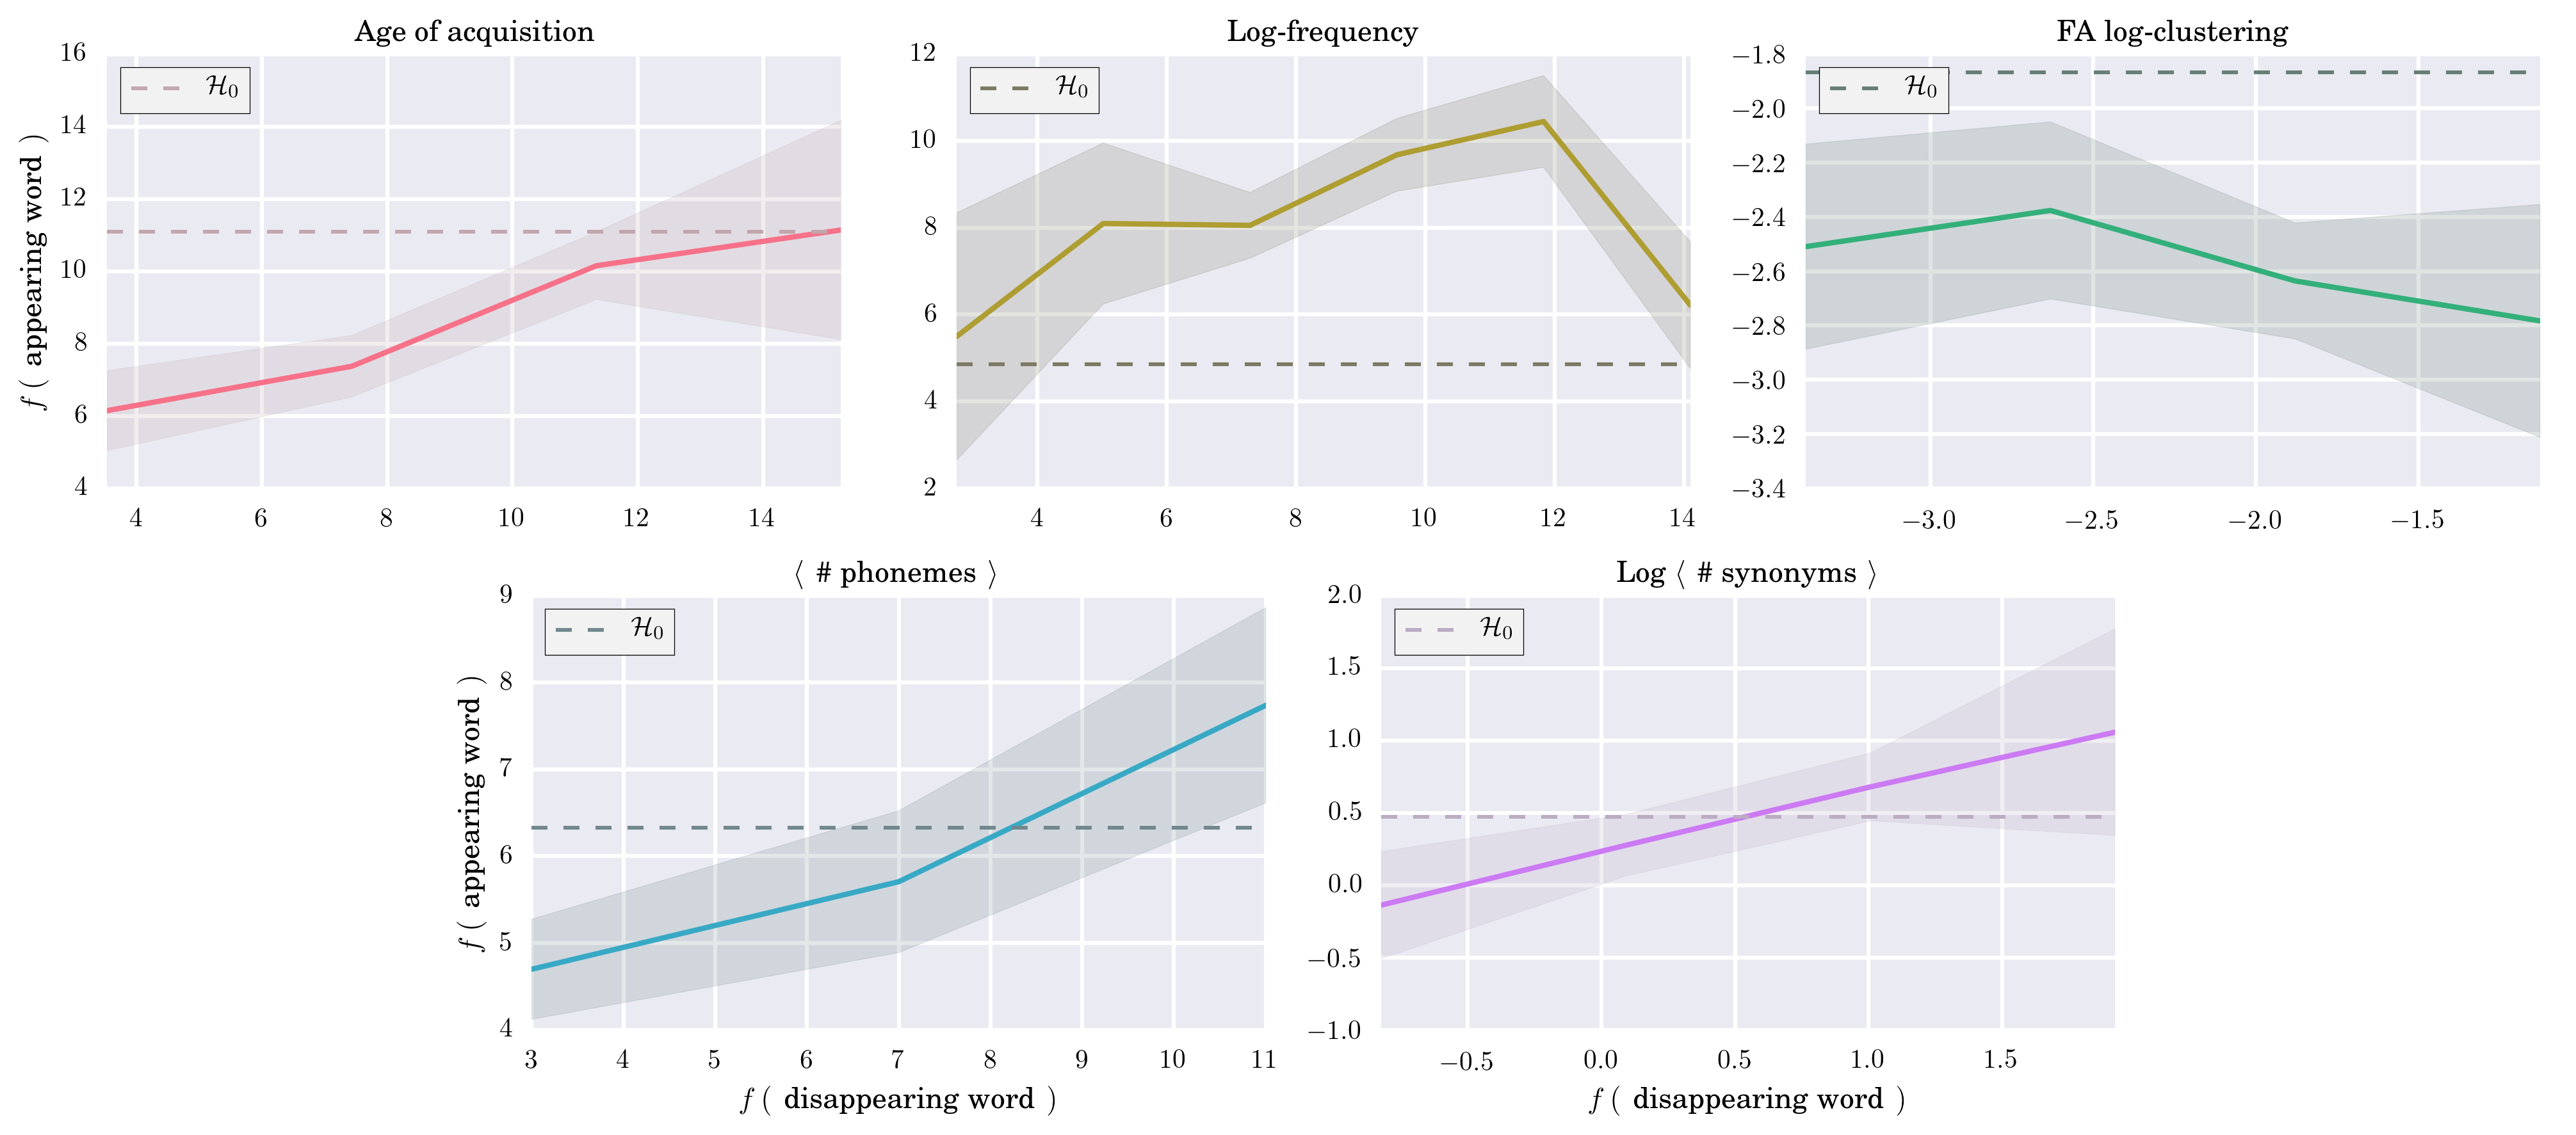 Age of acquisition
Log-frequency
FA log-clustering
f ( appearing word )
16
14
12
10
8
6
4
ℋ₀
4 6 8 10 12 14
12
10
8
6
4
2
ℋ₀
4 6 8 10 12 14
−1.8
−2.0
−2.2
−2.4
−2.6
−2.8
−3.0
−3.2
−3.4
ℋ₀
−3.0 −2.5 −2.0 −1.5
⟨ # phonemes ⟩
Log ⟨ # synonyms ⟩
f ( appearing word )
9
8
7
6
5
4
ℋ₀
3 4 5 6 7 8 9 10 11
f ( disappearing word )
2.0
1.5
1.0
0.5
0.0
−0.5
−1.0
ℋ₀
−0.5 0.0 0.5 1.0 1.5
f ( disappearing word )